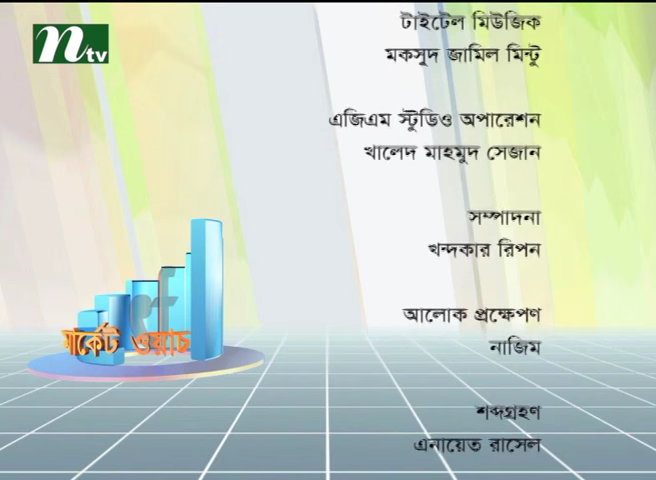 ntv
টাইটেল মিউজিক
মকসুদ জামিল মিন্টু
এজিএম স্টুডিও অপারেশন
খালেদ মাহমুদ সেজান
সম্পাদনা
খন্দকার রিপন
আলোক প্রক্ষেপণ
নাজিম
মার্কেট ওয়াচ
শব্দগ্রহণ
এনায়েত রাসেল